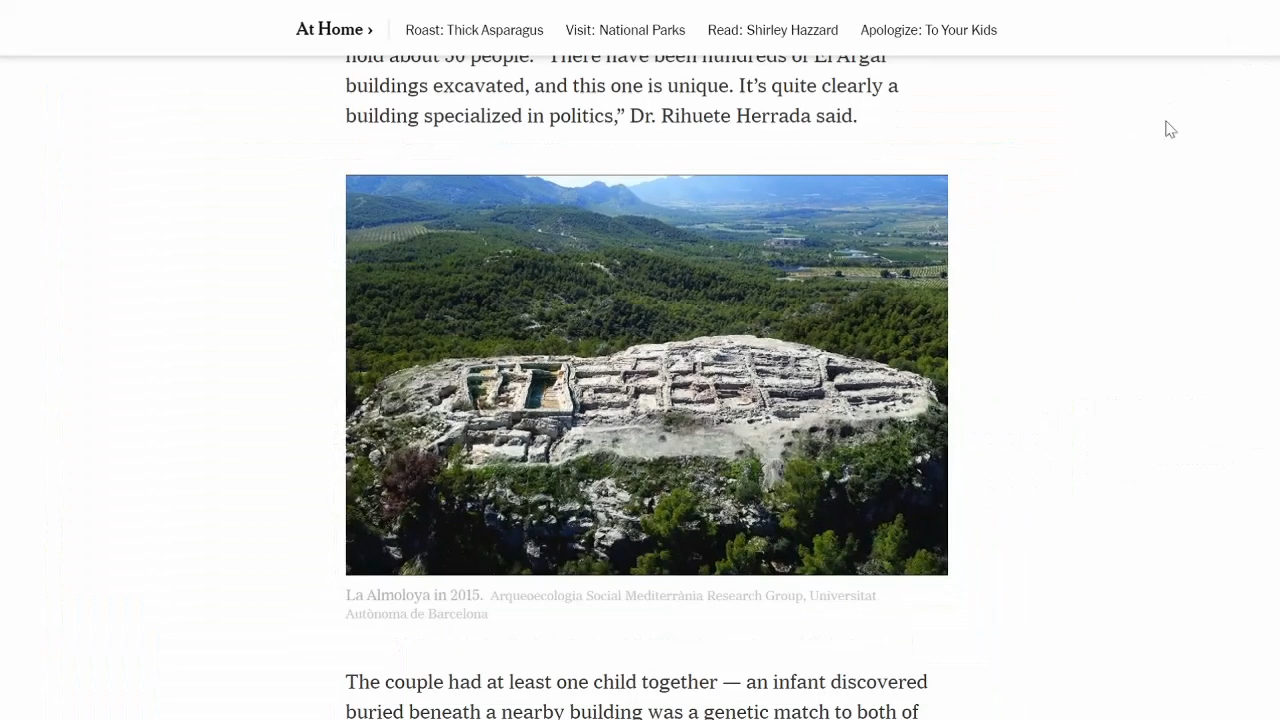 At Home › Roast: Thick Asparagus Visit: National Parks Read: Shirley Hazzard Apologize: To Your Kids
hold about 50 people. “There have been hundreds of El Argar
buildings excavated, and this one is unique. It’s quite clearly a
building specialized in politics,” Dr. Rihuete Herrada said.
La Almoloya in 2015. Arqueoecologia Social Mediterrània Research Group, Universitat
Autònoma de Barcelona
The couple had at least one child together — an infant discovered
buried beneath a nearby building was a genetic match to both of